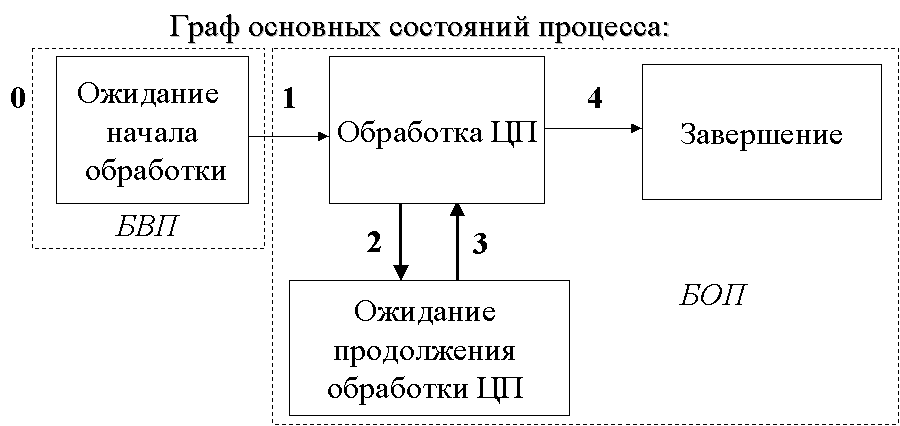 Граф основных состояний процесса:
0
Ожидание
начала
обработки
БВП
1
Обработка ЦП
4
Завершение
2
3
Ожидание
продолжения
обработки ЦП
БОП